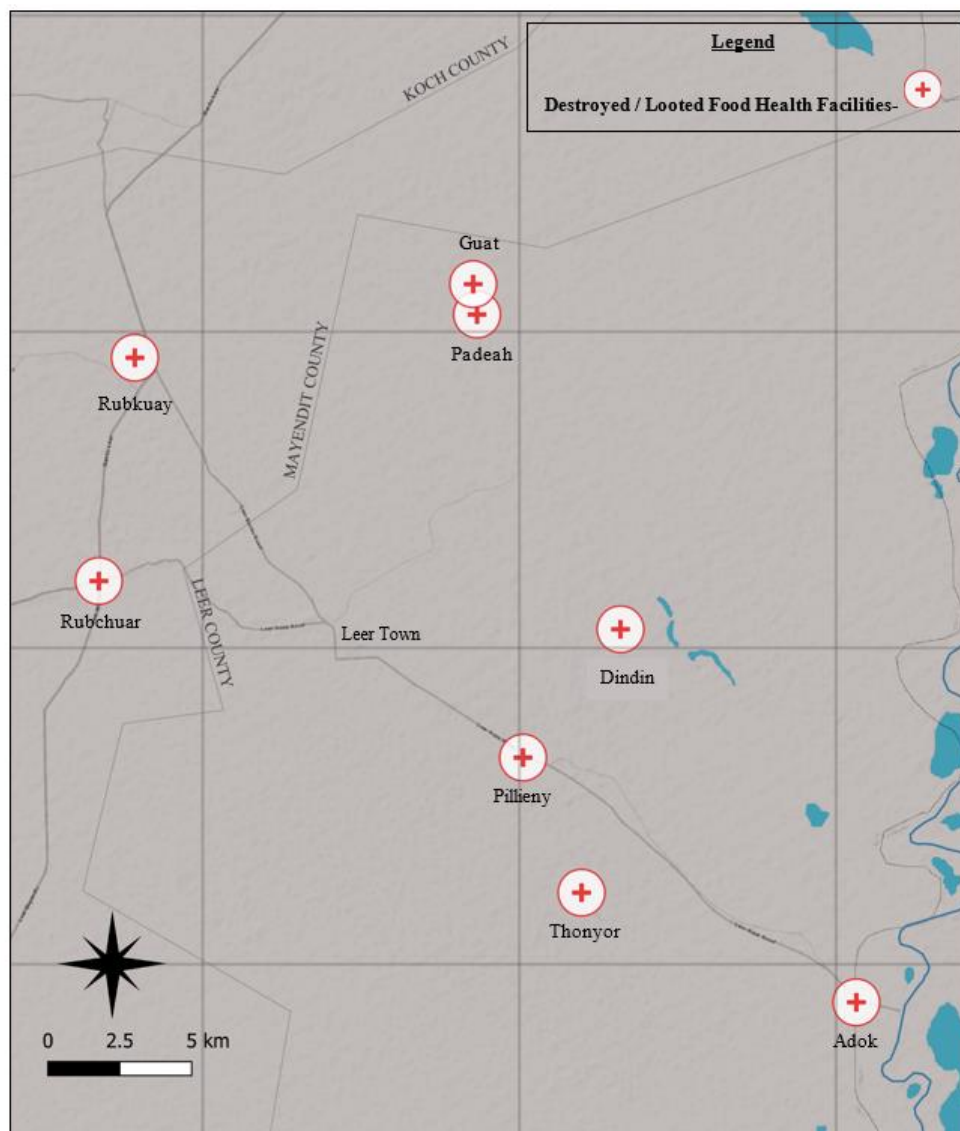 Legend
Destroyed / Looted Food Health Facilities-
KOCH COUNTY
Guat
Padeah
MAYENDIT COUNTY
Rubkuay
Rubchuar
LEER COUNTY
Leer Town
Dindin
Pillieny
Thonyor
Adok
0 2.5 5 km